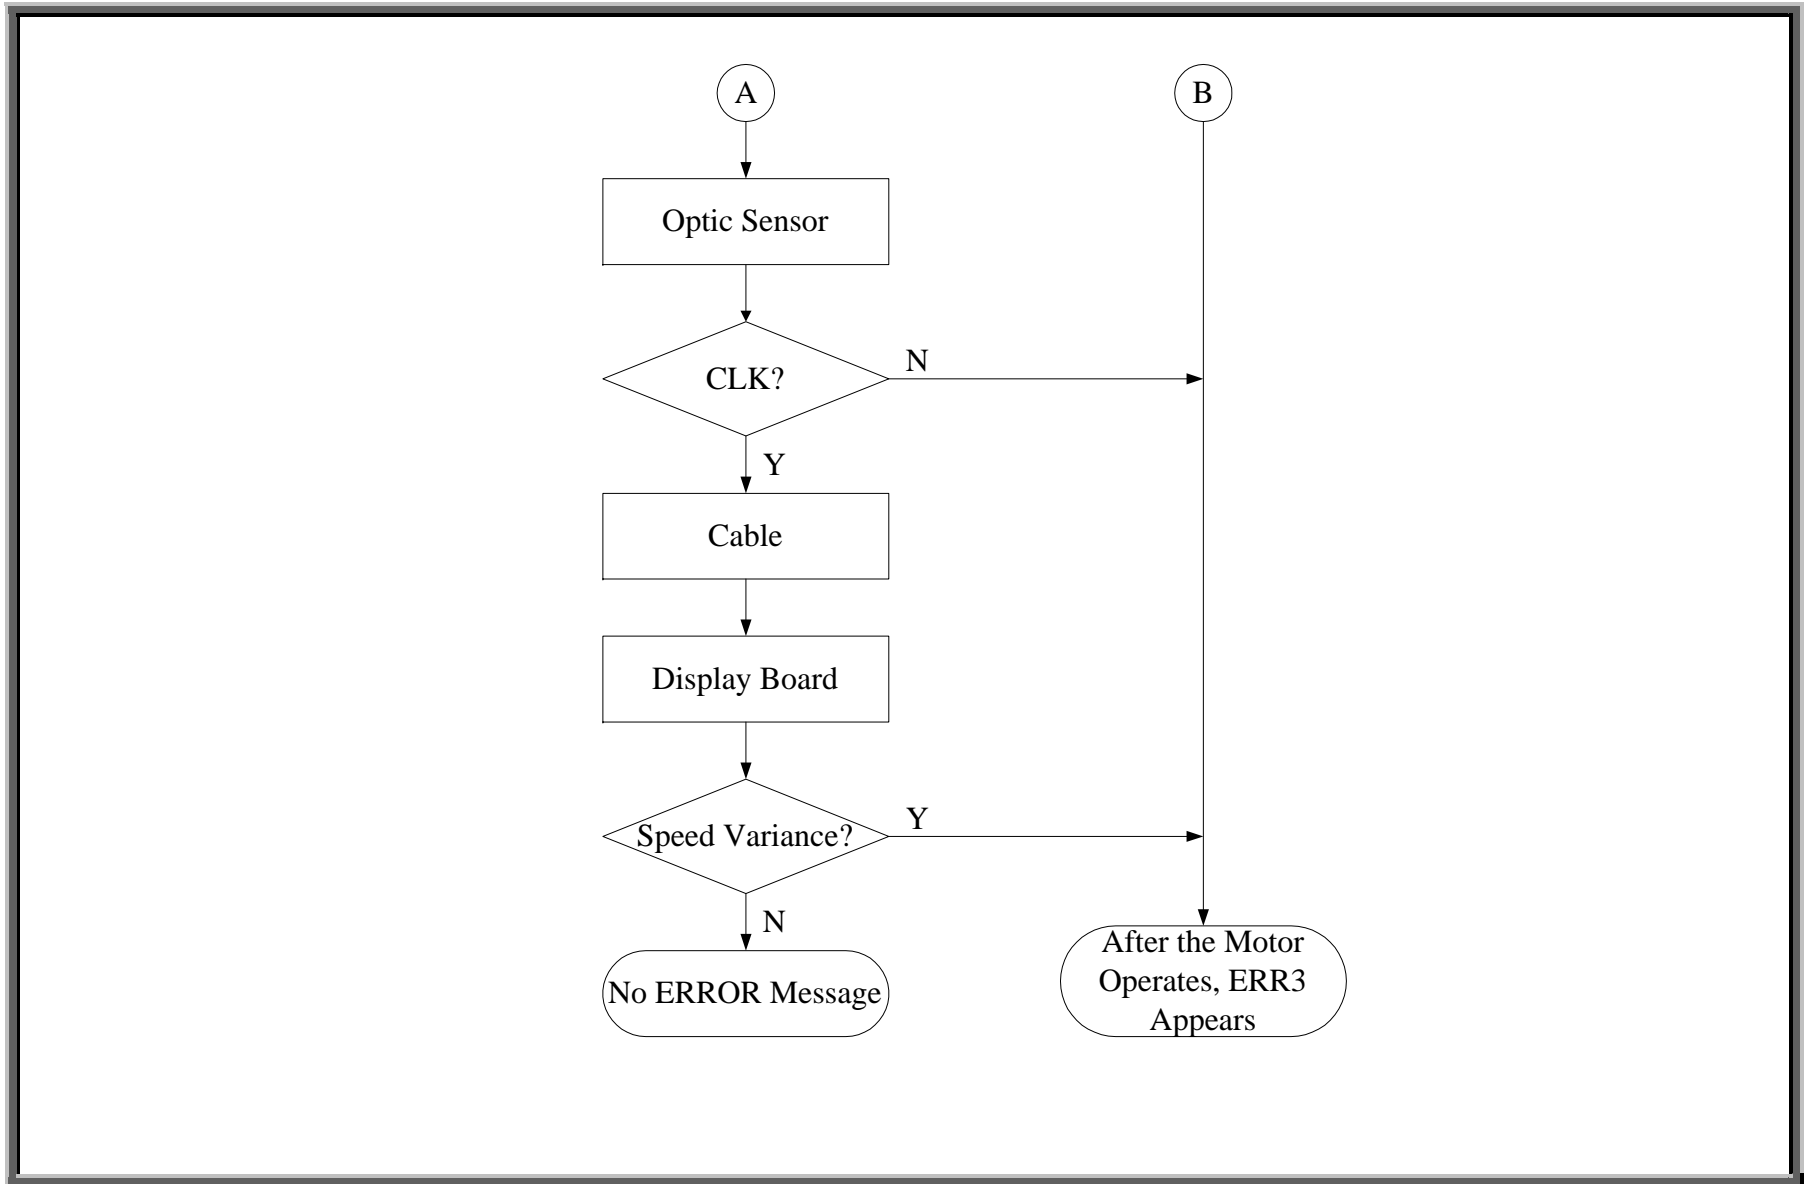 A
B
Optic Sensor
CLK?
N
Y
Cable
Display Board
Speed Variance?
Y
N
No ERROR Message
After the Motor
Operates, ERR3
Appears